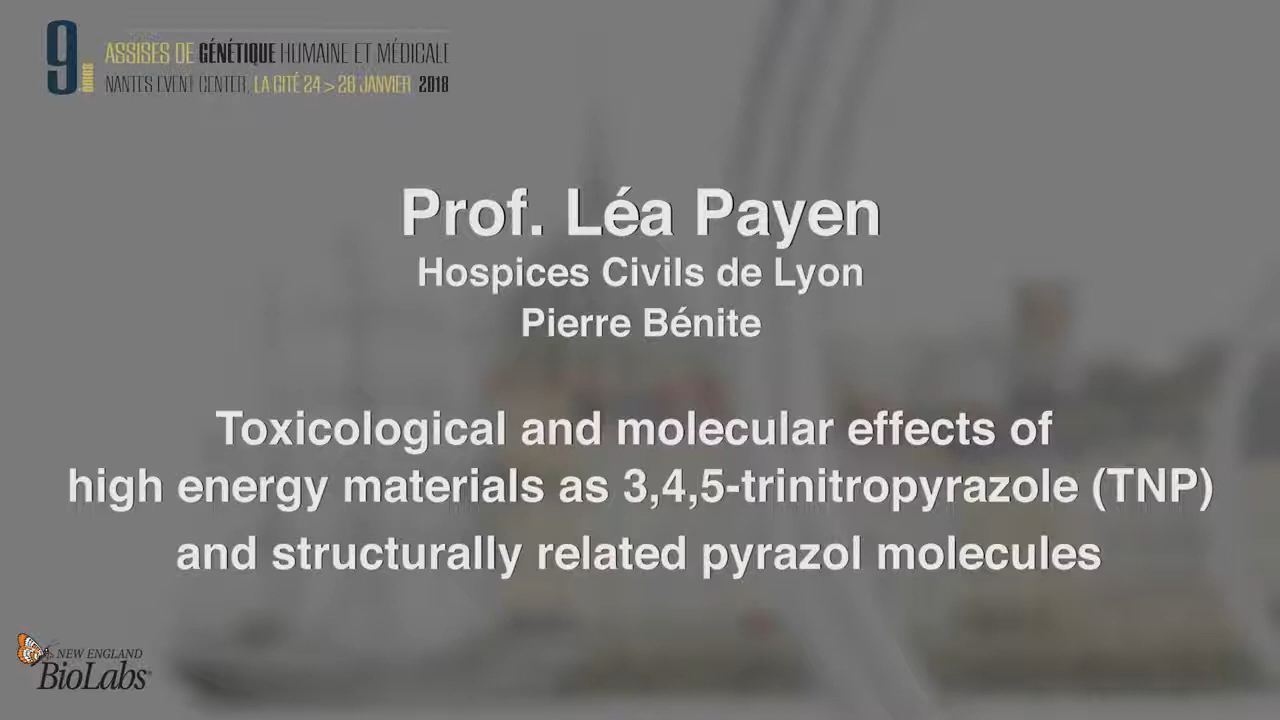 9
èmes
ASSISES DE GÉNÉTIQUE HUMAINE ET MÉDICALE
NANTES EVENT CENTER, LA CITÉ 24 > 26 JANVIER 2018
Prof. Léa Payen
Hospices Civils de Lyon
Pierre Bénite
Toxicological and molecular effects of
high energy materials as 3,4,5-trinitropyrazole (TNP)
and structurally related pyrazol molecules
NEW ENGLAND
BioLabs®